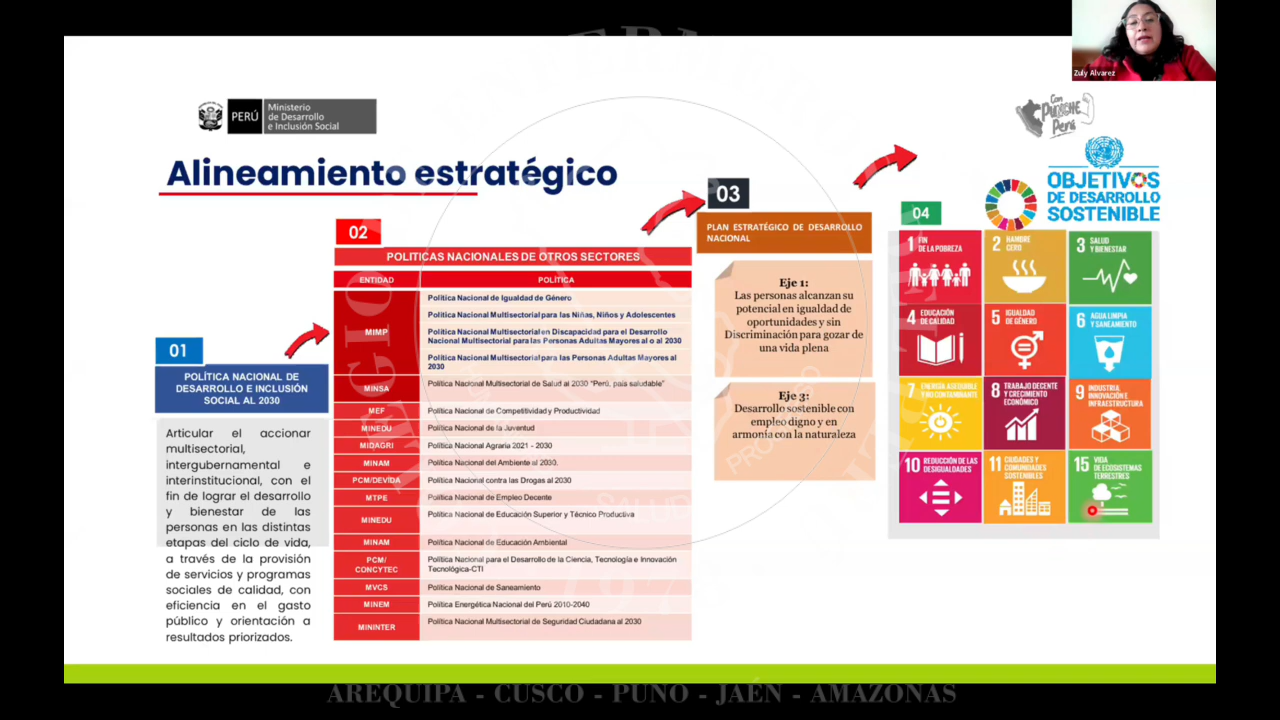 Zuly Alvarez
PERÚ
Ministerio
de Desarrollo
e Inclusión Social
Con
PUNCHE
Perú
Alineamiento estratégico
OBJETIVOS
DE DESARROLLO
SOSTENIBLE
01
POLÍTICA NACIONAL DE
DESARROLLO E INCLUSIÓN
SOCIAL AL 2030
Articular el accionar
multisectorial,
intergubernamental e
interinstitucional, con el
fin de lograr el desarrollo
y bienestar de las
personas en las distintas
etapas del ciclo de vida,
a través de la provisión
de servicios y programas
sociales de calidad, con
eficiencia en el gasto
público y orientación a
resultados priorizados.
02
POLITICAS NACIONALES DE OTROS SECTORES
ENTIDAD POLÍTICA
MIMP
Política Nacional de Igualdad de Género
Política Nacional Multisectorial para las Niñas, Niños y Adolescentes
Política Nacional Multisectorial en Discapacidad para el Desarrollo
Nacional Multisectorial para las Personas Adultas Mayores al o al 2030
Política Nacional Multisectorial para las Personas Adultas Mayores al
2030
MINSA Política Nacional Multisectorial de Salud al 2030 "Perú, país saludable"
MEF Política Nacional de Competitividad y Productividad
MINEDU Política Nacional de la Juventud
MIDAGRI Política Nacional Agraria 2021 - 2030
MINAM Política Nacional del Ambiente al 2030.
PCM/DEVIDA Política Nacional contra las Drogas al 2030
MTPE Política Nacional de Empleo Decente
MINEDU Política Nacional de Educación Superior y Técnico Productiva
MINAM Política Nacional de Educación Ambiental
PCM/
CONCYTEC
Política Nacional para el Desarrollo de la Ciencia, Tecnología e Innovación
Tecnológica-CTI
MVCS Política Nacional de Saneamiento
MINEM Política Energética Nacional del Perú 2010-2040
MININTER Política Nacional Multisectorial de Seguridad Ciudadana al 2030
03
PLAN ESTRATÉGICO DE DESARROLLO
NACIONAL
Eje 1:
Las personas alcanzan su
potencial en igualdad de
oportunidades y sin
Discriminación para gozar de
una vida plena
Eje 3:
Desarrollo sostenible con
empleo digno y en
armonía con la naturaleza
04
1 FIN
DE LA POBREZA
2 HAMBRE
CERO
3 SALUD
Y BIENESTAR
4 EDUCACIÓN
DE CALIDAD
5 IGUALDAD
DE GÉNERO
6 AGUA LIMPIA
Y SANEAMIENTO
7 ENERGÍA ASEQUIBLE
Y NO CONTAMINANTE
8 TRABAJO DECENTE
Y CRECIMIENTO
ECONÓMICO
9 INDUSTRIA,
INNOVACIÓN E
INFRAESTRUCTURA
10 REDUCCIÓN DE LAS
DESIGUALDADES
11 CIUDADES Y
COMUNIDADES
SOSTENIBLES
15 VIDA
DE ECOSISTEMAS
TERRESTRES
AREQUIPA - CUSCO - PUNO - JAÉN - AMAZONAS